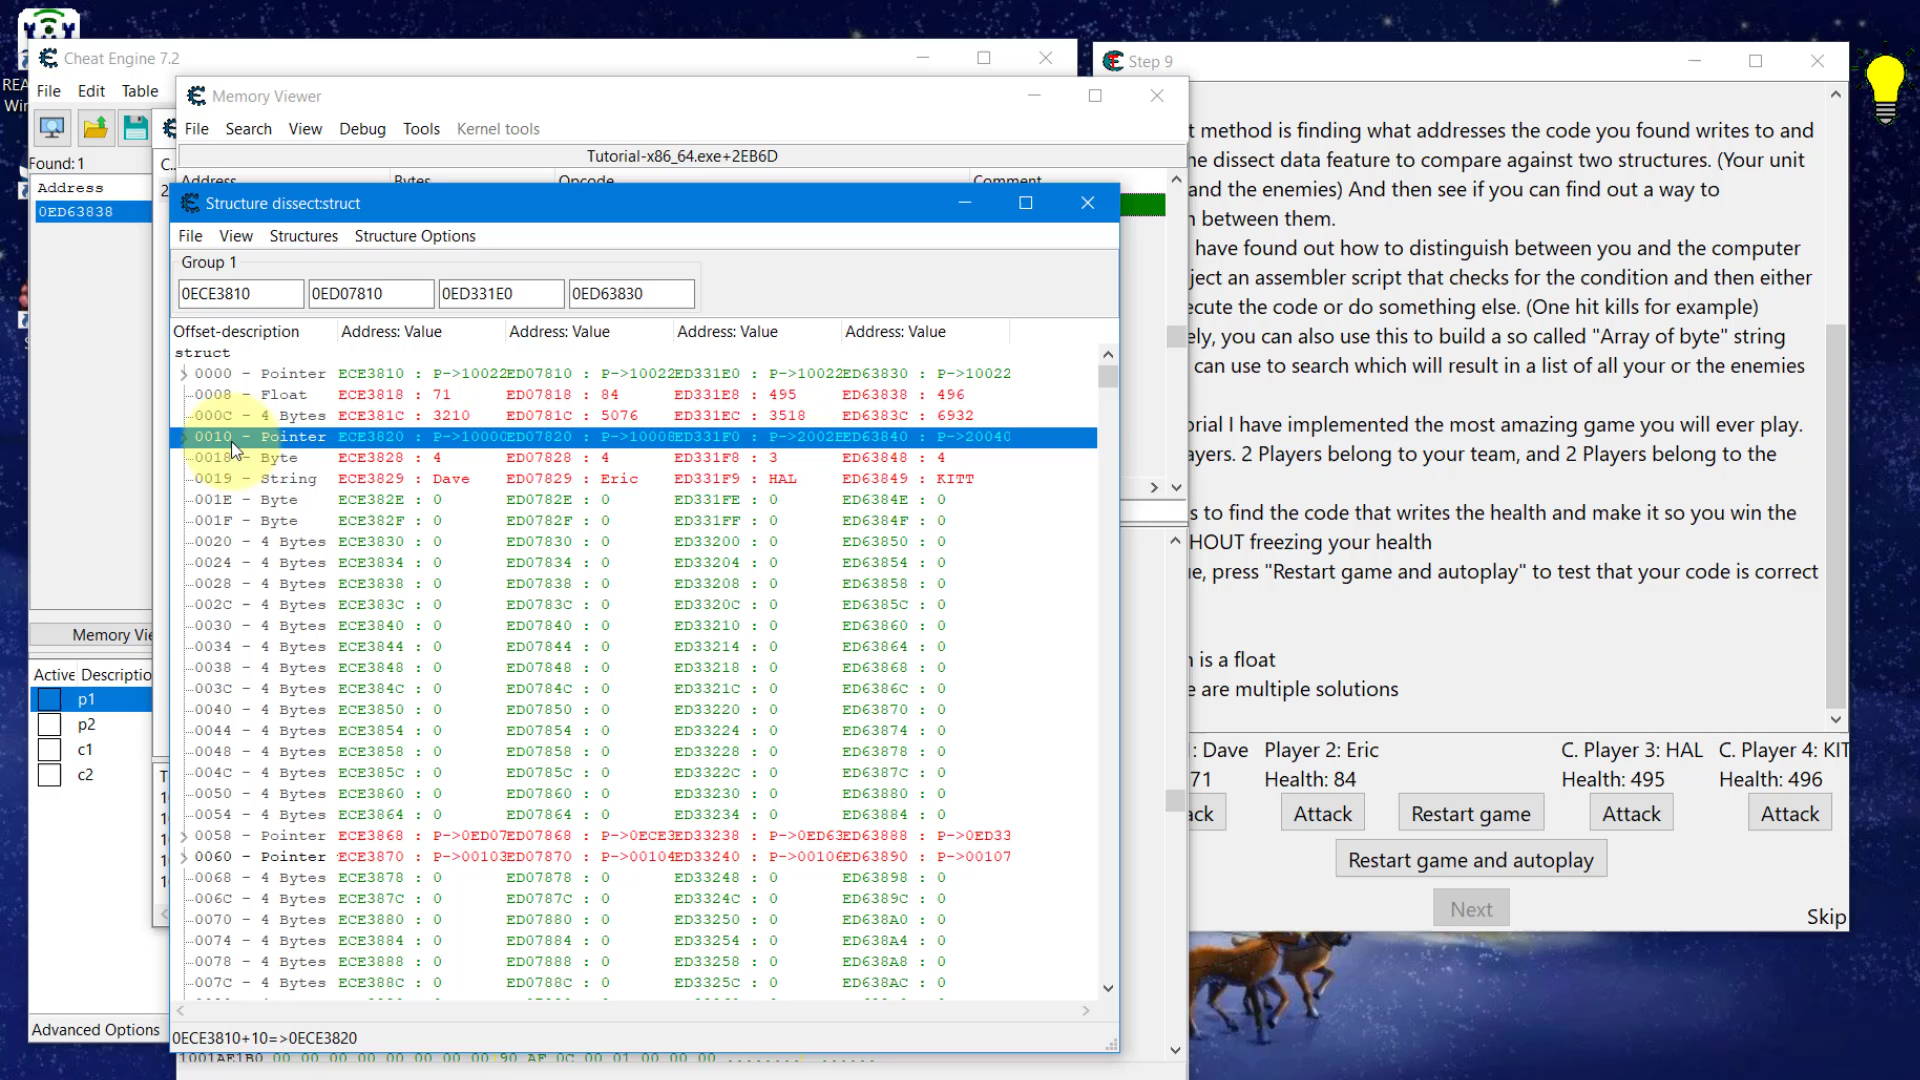 REA
Win
Cheat Engine 7.2
File Edit Table
Found:1
Address
0ED63838
Memory Vie
Active Descriptio
p1
p2
c1
c2
Advanced Options
Memory Viewer
File Search View Debug Tools Kernel tools
Tutorial-x86_64.exe+2EB6D
Address Bytes Opcode Comment
Structure dissect:struct
File View Structures Structure Options
Group 1
0ECE3810 0ED07810 0ED331E0 0ED63830
Offset-description Address: Value Address: Value Address: Value Address: Value
struct
0000 - Pointer ECE3810 : P->10022ED07810 : P->10022ED331E0 : P->10022ED63830 : P->10022
0008 - Float ECE3818 : 71 ED07818 : 84 ED331E8 : 495 ED63838 : 496
000C - 4 Bytes ECE381C : 3210 ED0781C : 5076 ED331EC : 3518 ED6383C : 6932
0010 - Pointer ECE3820 : P->10000ED07820 : P->10008ED331F0 : P->2002EED63840 : P->20040
0018 - Byte ECE3828 : 4 ED07828 : 4 ED331F8 : 3 ED63848 : 4
0019 - String ECE3829 : Dave ED07829 : Eric ED331F9 : HAL ED63849 : KITT
001E - Byte ECE382E : 0 ED0782E : 0 ED331FE : 0 ED6384E : 0
001F - Byte ECE382F : 0 ED0782F : 0 ED331FF : 0 ED6384F : 0
0020 - 4 Bytes ECE3830 : 0 ED07830 : 0 ED33200 : 0 ED63850 : 0
0024 - 4 Bytes ECE3834 : 0 ED07834 : 0 ED33204 : 0 ED63854 : 0
0028 - 4 Bytes ECE3838 : 0 ED07838 : 0 ED33208 : 0 ED63858 : 0
002C - 4 Bytes ECE383C : 0 ED0783C : 0 ED3320C : 0 ED6385C : 0
0030 - 4 Bytes ECE3840 : 0 ED07840 : 0 ED33210 : 0 ED63860 : 0
0034 - 4 Bytes ECE3844 : 0 ED07844 : 0 ED33214 : 0 ED63864 : 0
0038 - 4 Bytes ECE3848 : 0 ED07848 : 0 ED33218 : 0 ED63868 : 0
003C - 4 Bytes ECE384C : 0 ED0784C : 0 ED3321C : 0 ED6386C : 0
0040 - 4 Bytes ECE3850 : 0 ED07850 : 0 ED33220 : 0 ED63870 : 0
0044 - 4 Bytes ECE3854 : 0 ED07854 : 0 ED33224 : 0 ED63874 : 0
0048 - 4 Bytes ECE3858 : 0 ED07858 : 0 ED33228 : 0 ED63878 : 0
004C - 4 Bytes ECE385C : 0 ED0785C : 0 ED3322C : 0 ED6387C : 0
0050 - 4 Bytes ECE3860 : 0 ED07860 : 0 ED33230 : 0 ED63880 : 0
0054 - 4 Bytes ECE3864 : 0 ED07864 : 0 ED33234 : 0 ED63884 : 0
0058 - Pointer ECE3868 : P->0ED07ED07868 : P->0ECE3ED33238 : P->0ED63ED63888 : P->0ED33
0060 - Pointer ECE3870 : P->00103ED07870 : P->00104ED33240 : P->00106ED63890 : P->00107
0068 - 4 Bytes ECE3878 : 0 ED07878 : 0 ED33248 : 0 ED63898 : 0
006C - 4 Bytes ECE387C : 0 ED0787C : 0 ED3324C : 0 ED6389C : 0
0070 - 4 Bytes ECE3880 : 0 ED07880 : 0 ED33250 : 0 ED638A0 : 0
0074 - 4 Bytes ECE3884 : 0 ED07884 : 0 ED33254 : 0 ED638A4 : 0
0078 - 4 Bytes ECE3888 : 0 ED07888 : 0 ED33258 : 0 ED638A8 : 0
007C - 4 Bytes ECE388C : 0 ED0788C : 0 ED3325C : 0 ED638AC : 0
0ECE3810+10=>0ECE3820
Step 9
t method is finding what addresses the code you found writes to and
ne dissect data feature to compare against two structures. (Your unit
and the enemies) And then see if you can find out a way to
n between them.
have found out how to distinguish between you and the computer
ject an assembler script that checks for the condition and then either
ecute the code or do something else. (One hit kills for example)
ely, you can also use this to build a so called "Array of byte" string
can use to search which will result in a list of all your or the enemies
orial I have implemented the most amazing game you will ever play.
ayers. 2 Players belong to your team, and 2 Players belong to the
s to find the code that writes the health and make it so you win the
HOUT freezing your health
ue, press "Restart game and autoplay" to test that your code is correct
n is a float
e are multiple solutions
1: Dave Player 2: Eric C. Player 3: HAL C. Player 4: KIT
71 Health: 84 Health: 495 Health: 496
ack Attack Restart game Attack Attack
Restart game and autoplay
Next
Skip